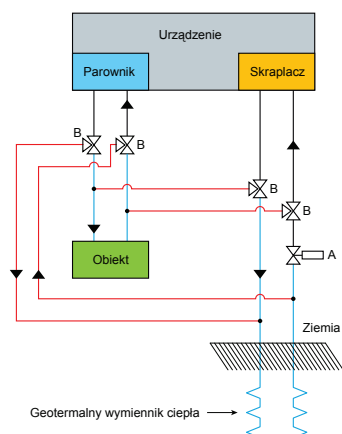 Urządzenie
Parownik
Skraplacz
B
B
B
B
A
Obiekt
Ziemia
Geotermalny wymiennik ciepła